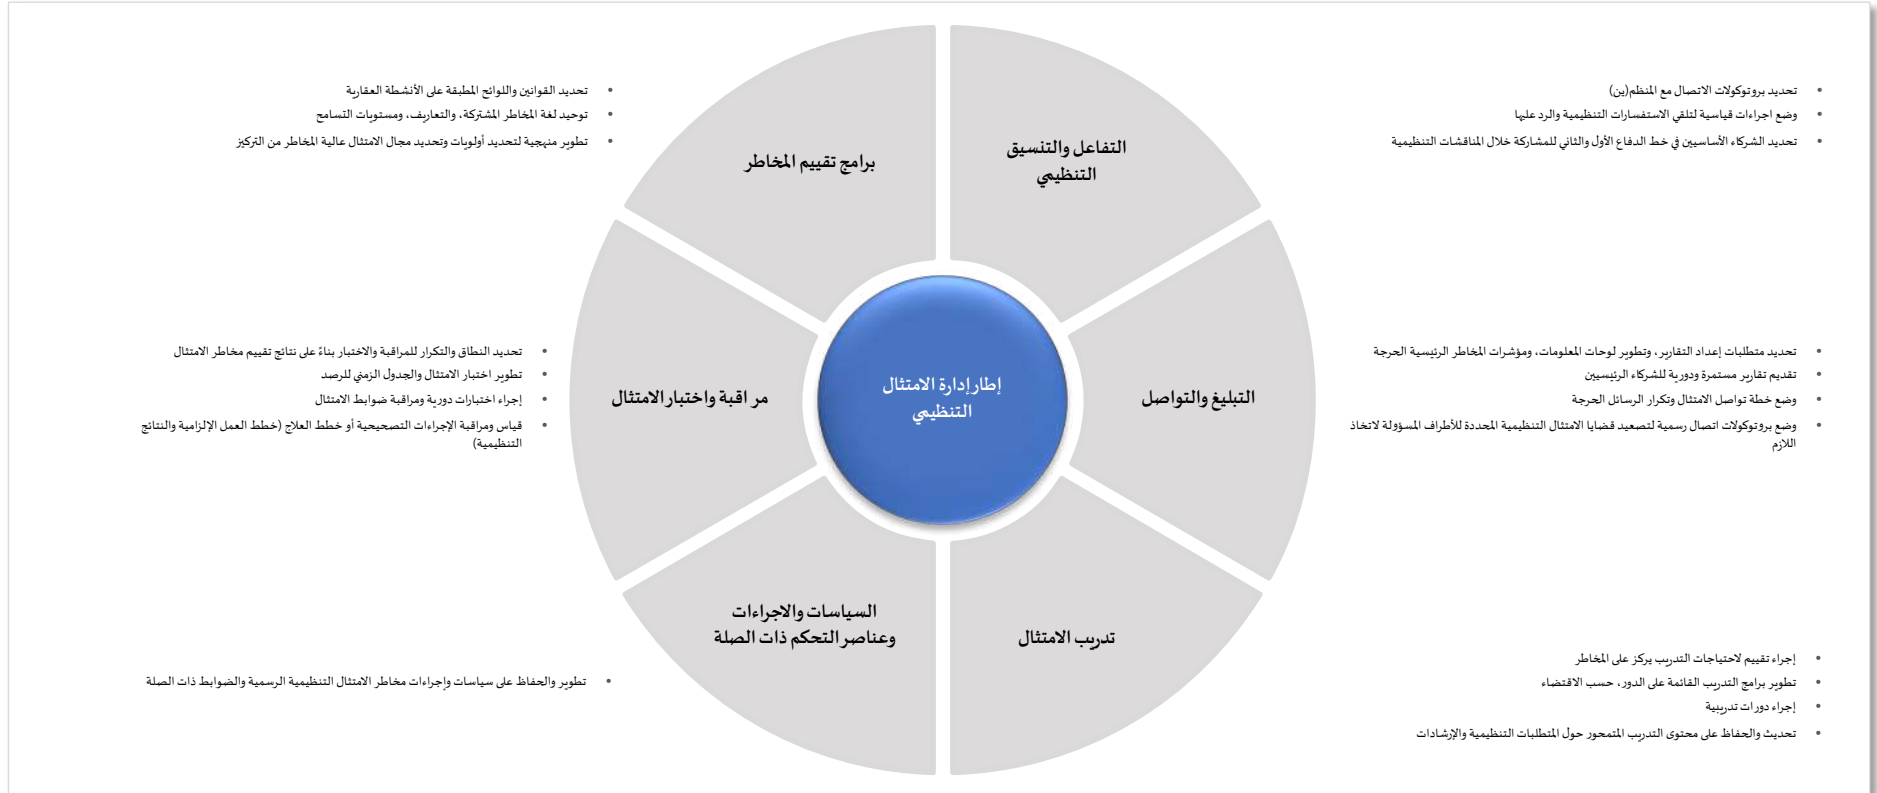 تحديد بروتوكولات الاتصال مع المنظم(ين)
وضع اجراءات قياسية لتلقي الاستفسارات التنظيمية والرد عليها
تحديد الشركاء الأساسيين في خط الدفاع الأول والثاني للمشاركة خلال المناقشات التنظيمية
التفاعل والتنسيق
التنظيمي
برامج تقييم المخاطر
تحديد القوانين واللوائح المطبقة على الأنشطة العقارية
توحيد لغة المخاطر المشتركة، والتعاريف، ومستويات التسامح
تطوير منهجية لتحديد أولويات وتحديد مجال الامتثال عالية المخاطر من التركيز
تحديد متطلبات إعداد التقارير، وتطوير لوحات المعلومات، ومؤشرات المخاطر الرئيسية الحرجة
تقديم تقارير مستمرة ودورية للشركاء الرئيسيين
وضع خطة تواصل الامتثال وتكرار الرسائل الحرجة
وضع بروتوكولات اتصال رسمية لتصعيد قضايا الامتثال التنظيمية المحددة للأطراف المسؤولة لاتخاذ
اللازم
التبليغ والتواصل
إطار إدارة الامتثال
التنظيمي
مراقبة واختبار الامتثال
تحديد النطاق والتكرار للمراقبة والاختبار بناءً على نتائج تقييم مخاطر الامتثال
تطوير اختبار الامتثال والجدول الزمني للرصد
إجراء اختبارات دورية ومراقبة ضوابط الامتثال
قياس ومراقبة الإجراءات التصحيحية أو خطط العلاج (خطط العمل الإلزامية والنتائج
التنظيمية)
إجراء تقييم لاحتياجات التدريب يركز على المخاطر
تطوير برامج التدريب القائمة على الدور، حسب الاقتضاء
إجراء دورات تدريبية
تحديث والحفاظ على محتوى التدريب المتمحور حول المتطلبات التنظيمية والإرشادات
تدريب الامتثال
السياسات والاجراءات
وعناصر التحكم ذات الصلة
تطوير والحفاظ على سياسات وإجراءات مخاطر الامتثال التنظيمية الرسمية والضوابط ذات الصلة